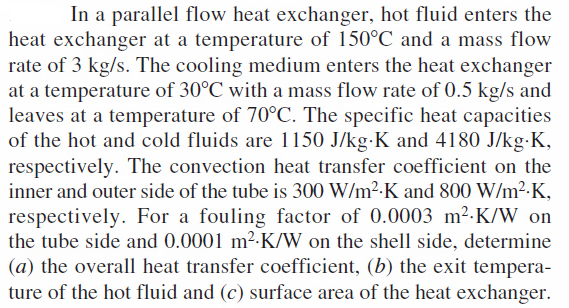 In a parallel flow heat exchanger, hot fluid enters the
heat exchanger at a temperature of 150°C and a mass flow
rate of 3 kg/s. The cooling medium enters the heat exchanger
at a temperature of 30°C with a mass flow rate of 0.5 kg/s and
leaves at a temperature of 70°C. The specific heat capacities
of the hot and cold fluids are 1150 J/kg·K and 4180 J/kg·K,
respectively. The convection heat transfer coefficient on the
inner and outer side of the tube is 300 W/m²·K and 800 W/m²·K,
respectively. For a fouling factor of 0.0003 m²·K/W on
the tube side and 0.0001 m²·K/W on the shell side, determine
(a) the overall heat transfer coefficient, (b) the exit tempera-
ture of the hot fluid and (c) surface area of the heat exchanger.